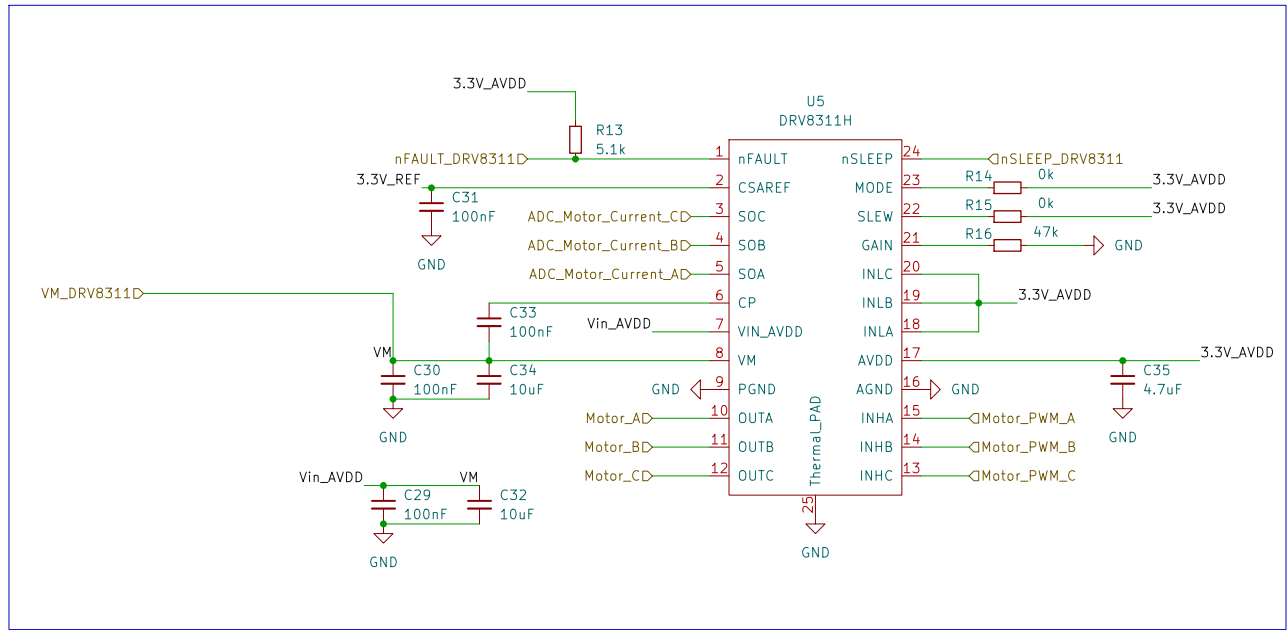 U5
DRV8311H
3.3V_AVDD
R13
5.1k
nFAULT_DRV8311
1
nFAULT
nSLEEP
24
nSLEEP_DRV8311
3.3V_REF
2
CSAREF
MODE
23
R14
0k
3.3V_AVDD
C31
100nF
GND
ADC_Motor_Current_C
3
SOC
SLEW
22
R15
0k
3.3V_AVDD
ADC_Motor_Current_B
4
SOB
GAIN
21
R16
47k
GND
ADC_Motor_Current_A
5
SOA
INLC
20
VM_DRV8311
6
CP
INLB
19
3.3V_AVDD
C33
100nF
Vin_AVDD
7
VIN_AVDD
INLA
18
VM
8
VM
AVDD
17
3.3V_AVDD
C30
100nF
C34
10uF
GND
C35
4.7uF
GND
GND
9
PGND
AGND
16
GND
Motor_A
10
OUTA
INHA
15
Motor_PWM_A
Motor_B
11
OUTB
INHB
14
Motor_PWM_B
Motor_C
12
OUTC
INHC
13
Motor_PWM_C
Thermal_PAD
25
GND
Vin_AVDD
VM
C29
100nF
C32
10uF
GND